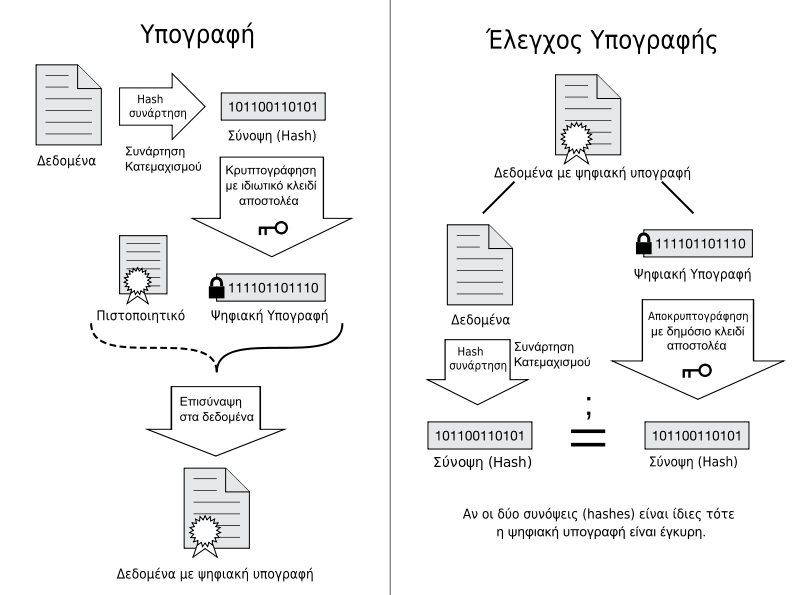 Υπογραφή
Hash
συνάρτηση
101100110101
Σύνοψη (Hash)
Δεδομένα
Συνάρτηση
Κατεμαχισμού
Κρυπτογράφηση
με ιδιωτικό κλειδί
αποστολέα
111101101110
Πιστοποιητικό
Ψηφιακή Υπογραφή
Επισύναψη
στα δεδομένα
Δεδομένα με ψηφιακή υπογραφή
Έλεγχος Υπογραφής
Δεδομένα με ψηφιακή υπογραφή
111101101110
Ψηφιακή Υπογραφή
Δεδομένα
Αποκρυπτογράφηση
με δημόσιο κλειδί
αποστολέα
Hash
συνάρτηση
Συνάρτηση
Κατεμαχισμού
;
=
101100110101
101100110101
Σύνοψη (Hash)
Σύνοψη (Hash)
Αν οι δύο συνόψεις (hashes) είναι ίδιες τότε
η ψηφιακή υπογραφή είναι έγκυρη.